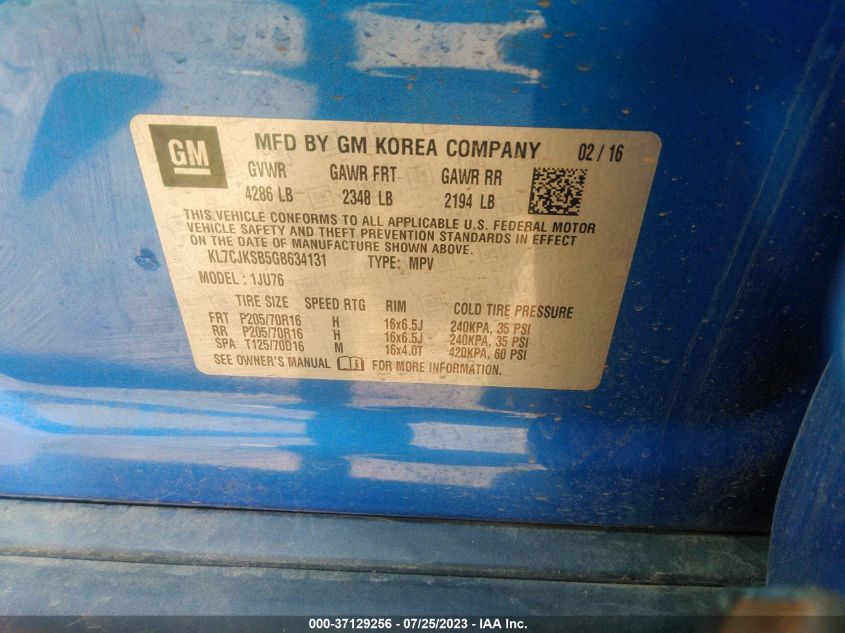 GM MFD BY GM KOREA COMPANY 02 / 16
GVWR GAWR FRT GAWR RR
4286 LB 2348 LB 2194 LB
THIS VEHICLE CONFORMS TO ALL APPLICABLE U.S. FEDERAL MOTOR
VEHICLE SAFETY AND THEFT PREVENTION STANDARDS IN EFFECT
ON THE DATE OF MANUFACTURE SHOWN ABOVE.
KL7CJKSB5GB634131 TYPE: MPV
MODEL : 1JU76
TIRE SIZE SPEED RTG RIM COLD TIRE PRESSURE
FRT P205/70R16 H 16x6.5J 240KPA, 35 PSI
RR P205/70R16 H 16x6.5J 240KPA, 35 PSI
SPA T125/70D16 M 16x4.0T 420KPA, 60 PSI
SEE OWNER'S MANUAL FOR MORE INFORMATION.
000-37129256 - 07/25/2023 - IAA Inc.